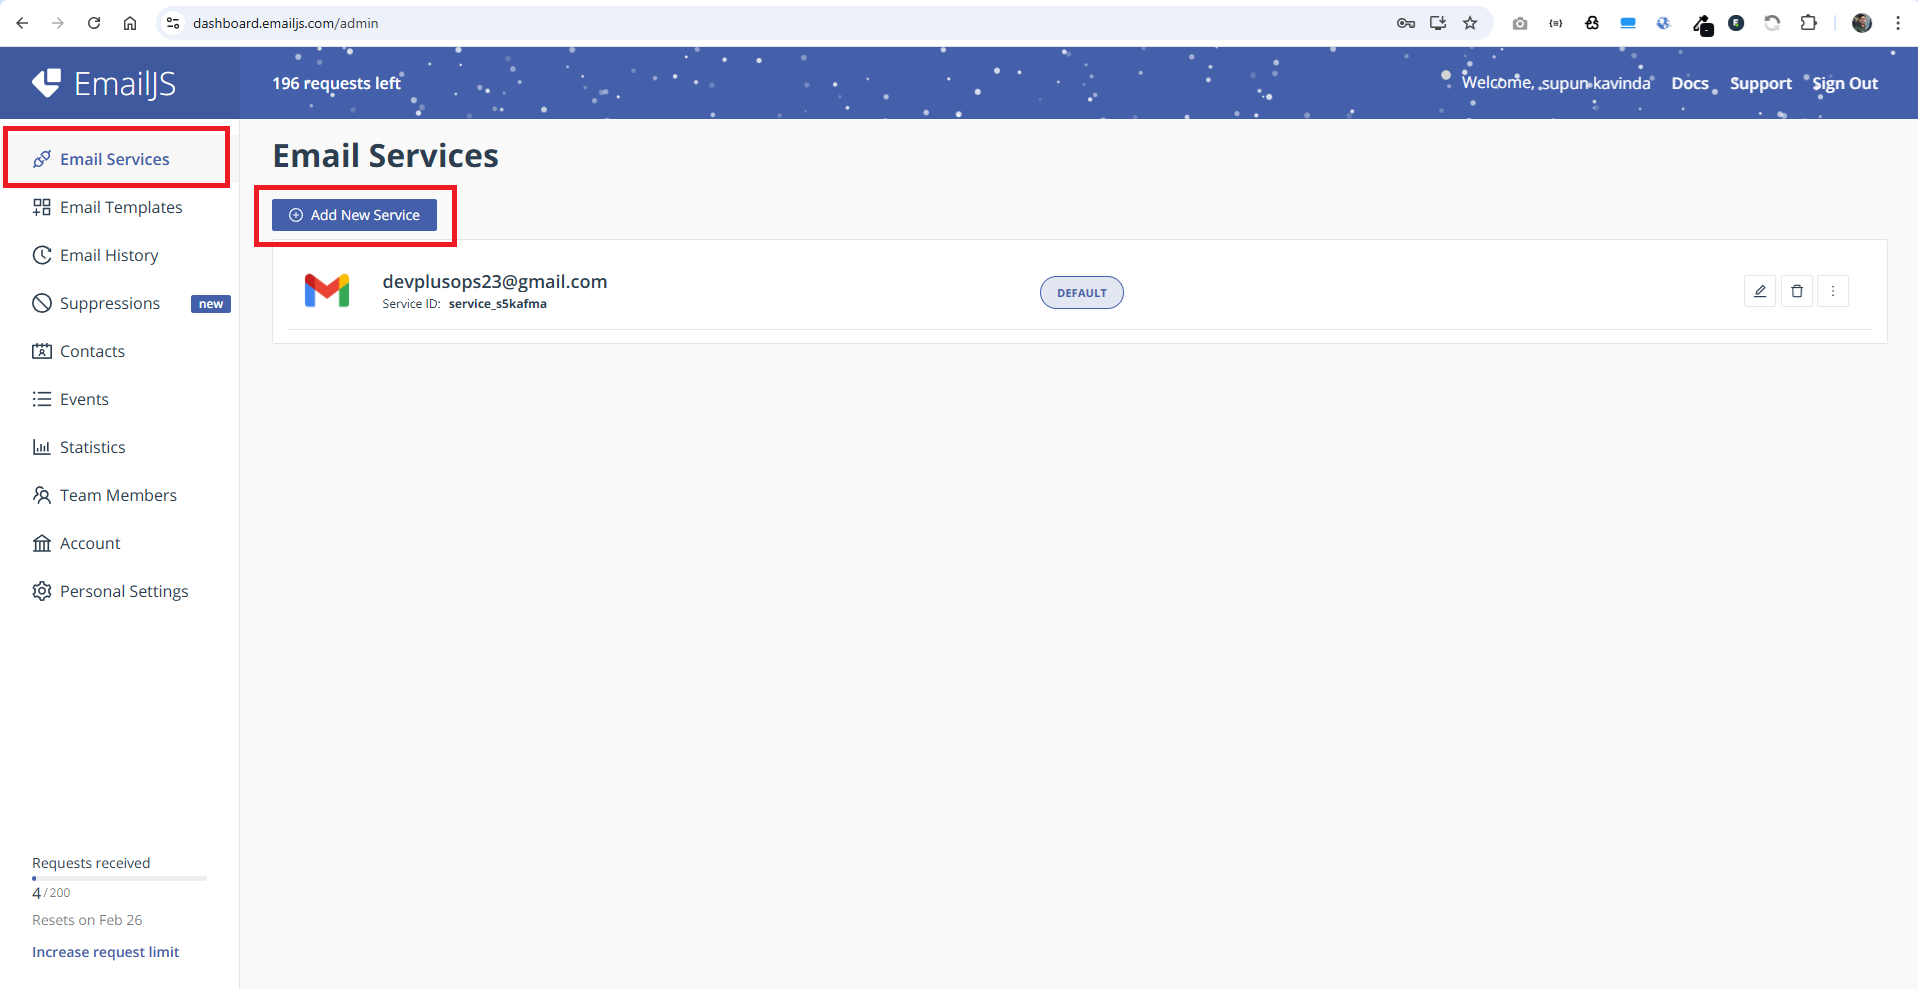 dashboard.emailjs.com/admin
EmailJS
196 requests left
Welcome, supun kavinda
Docs
Support
Sign Out
Email Services
Email Templates
Email History
Suppressions new
Contacts
Events
Statistics
Team Members
Account
Personal Settings
Requests received
4/200
Resets on Feb 26
Increase request limit
Email Services
Add New Service
devplusops23@gmail.com
Service ID: service_s5kafma
DEFAULT